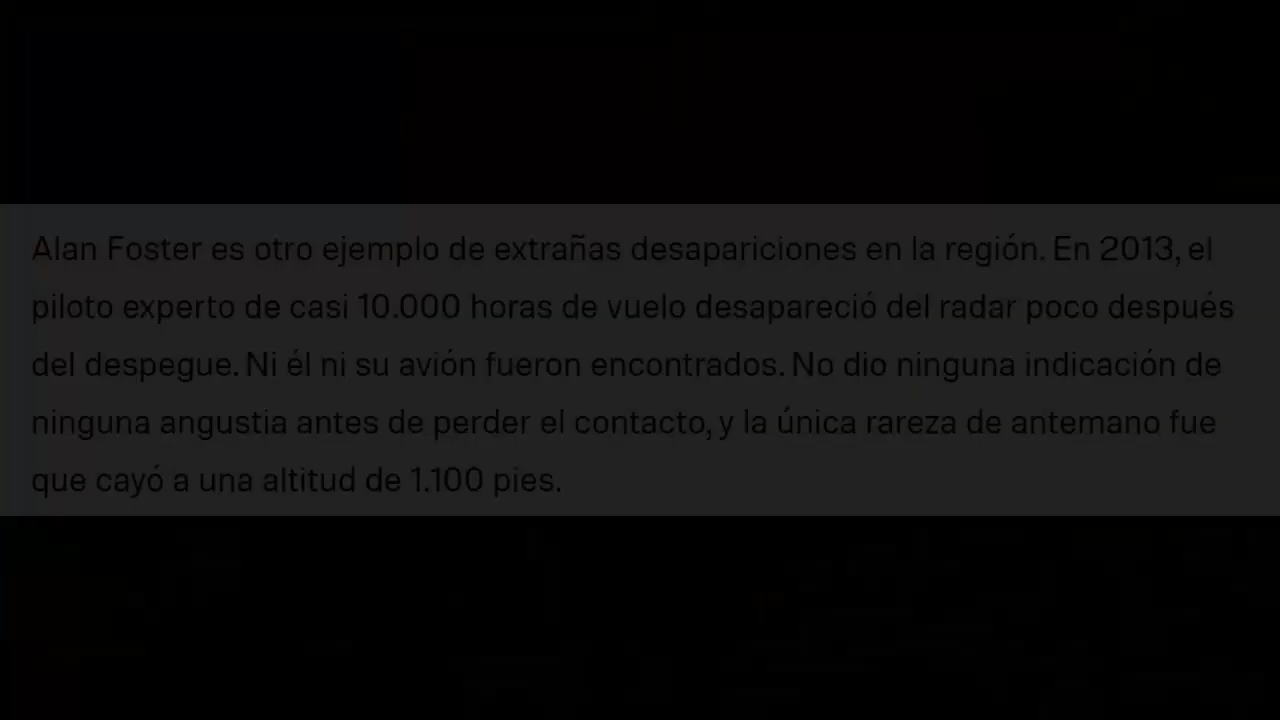 Alan Foster es otro ejemplo de extrañas desapariciones en la región. En 2013, el
piloto experto de casi 10.000 horas de vuelo desapareció del radar poco después
del despegue. Ni él ni su avión fueron encontrados. No dio ninguna indicación de
ninguna angustia antes de perder el contacto, y la única rareza de antemano fue
que cayó a una altitud de 1.100 pies.